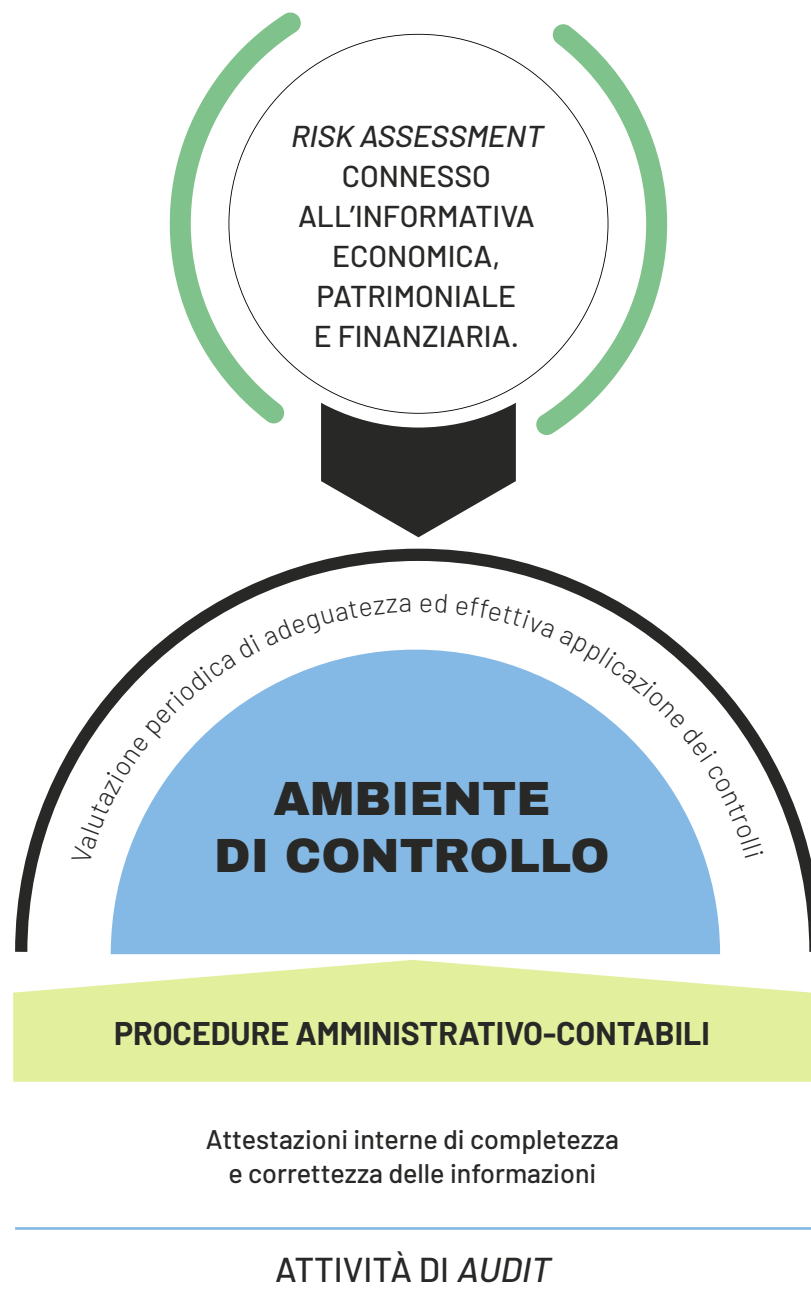 RISK ASSESSMENT
CONNESSO
ALL’INFORMATIVA
ECONOMICA,
PATRIMONIALE
E FINANZIARIA.
Valutazione periodica di adeguatezza ed effettiva applicazione dei controlli
AMBIENTE
DI CONTROLLO
PROCEDURE AMMINISTRATIVO-CONTABILI
Attestazioni interne di completezza
e correttezza delle informazioni
ATTIVITÀ DI AUDIT